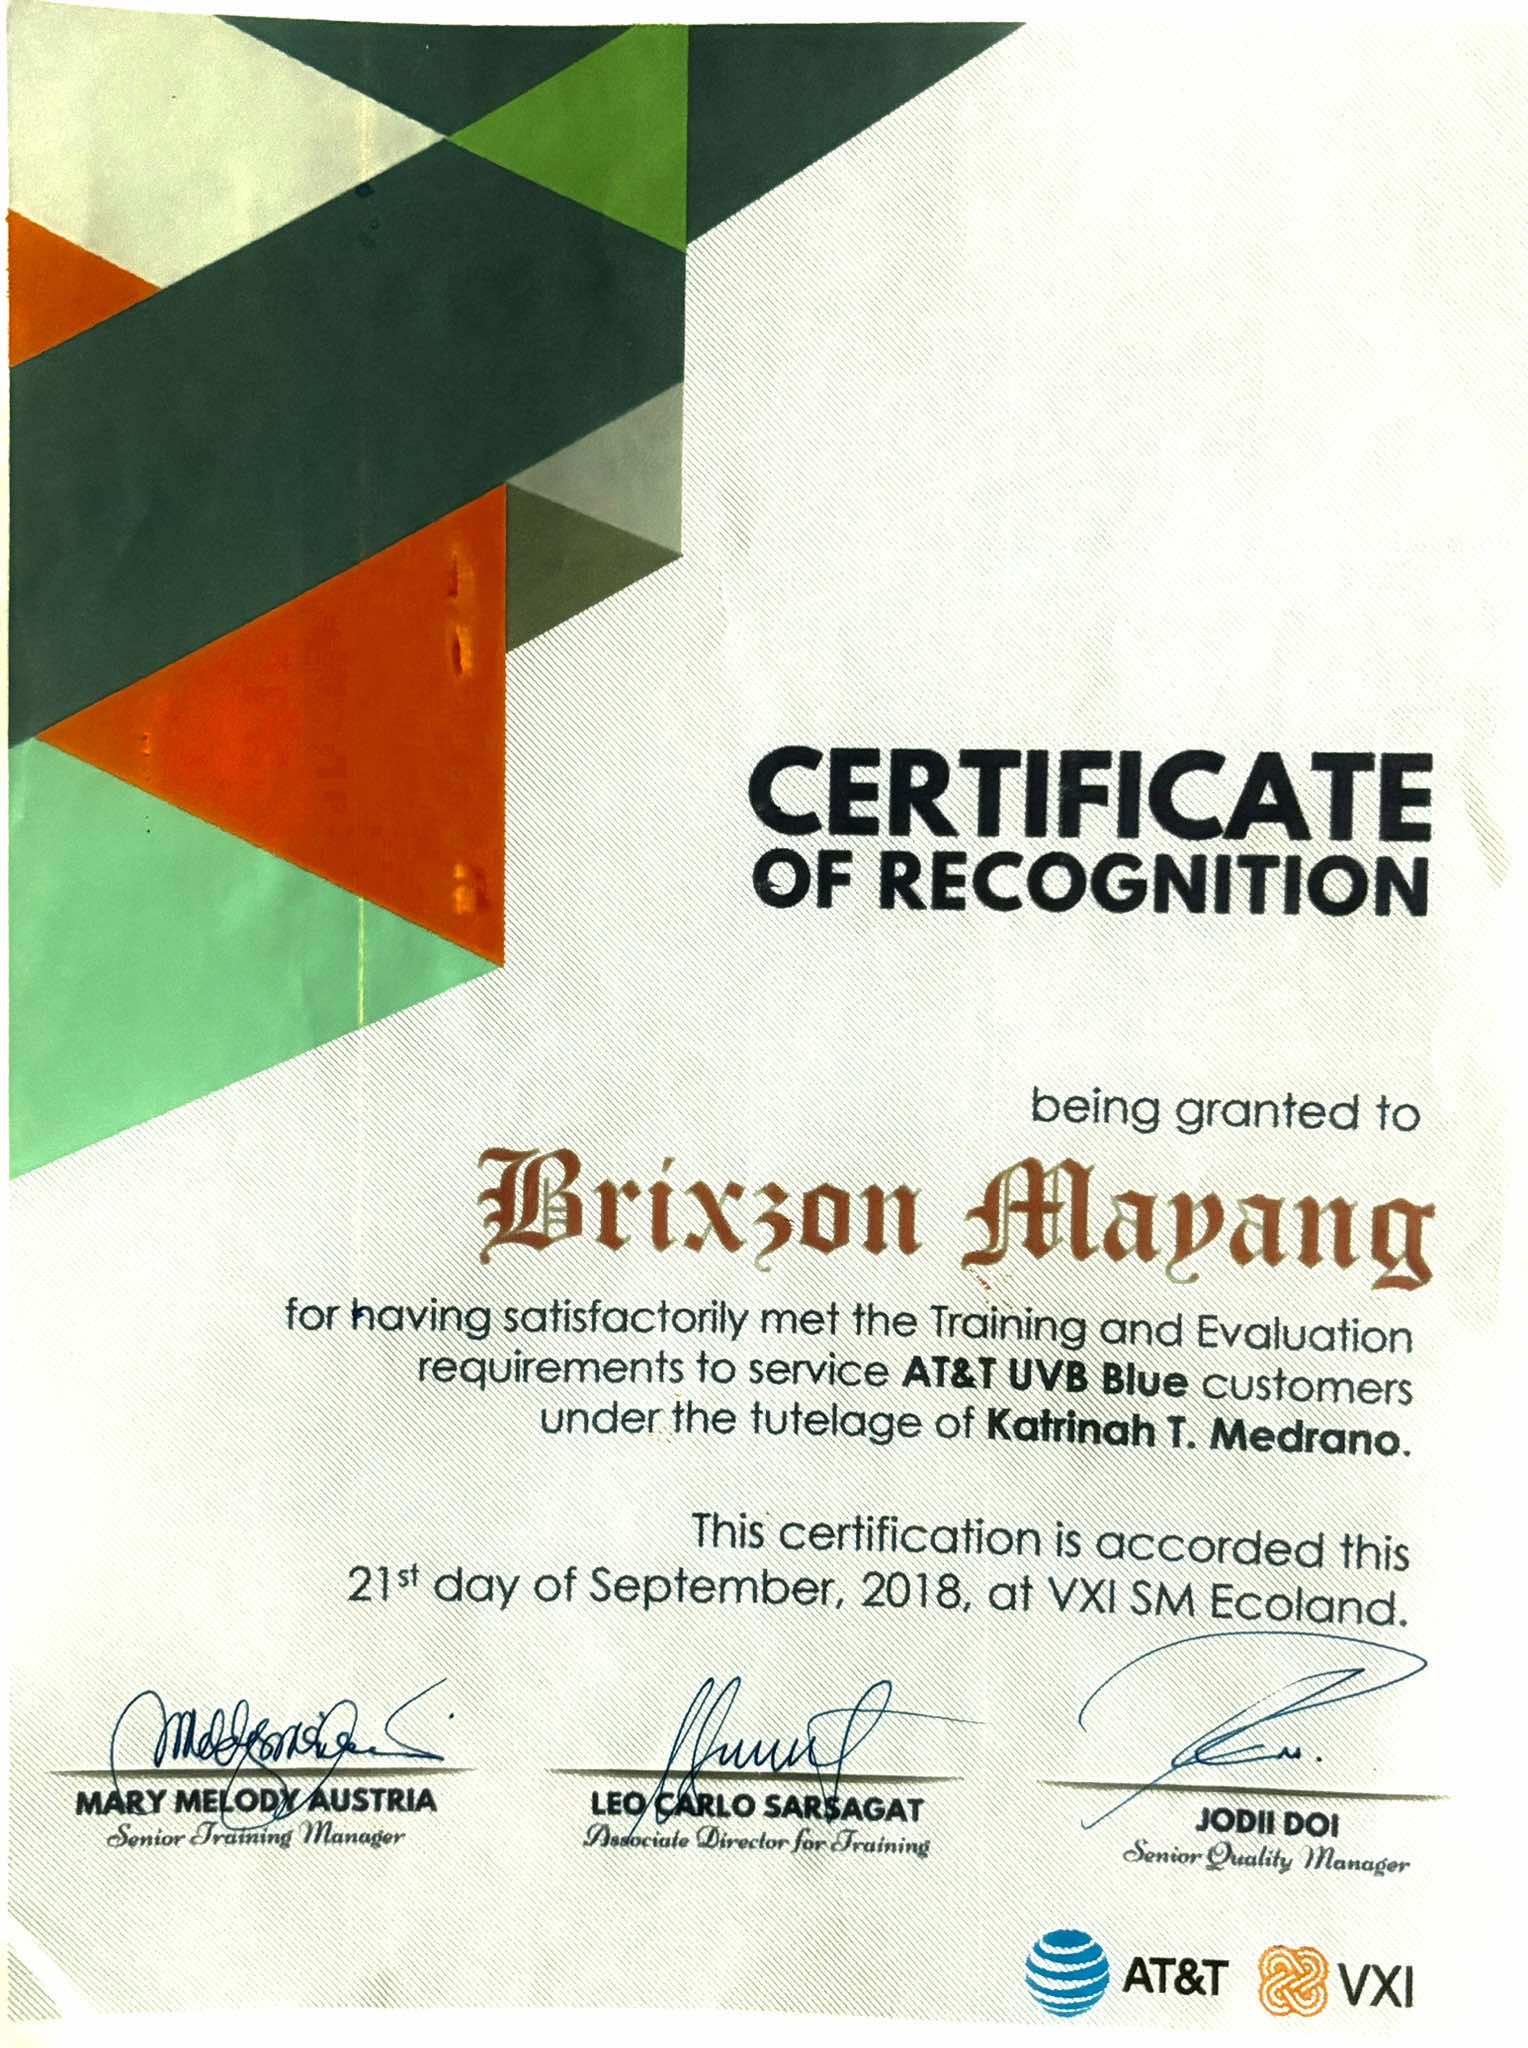 CERTIFICATE
OF RECOGNITION
being granted to
Brixzon Mayang
for having satisfactorily met the Training and Evaluation
requirements to service AT&T UVB Blue customers
under the tutelage of Katrinah T. Medrano.
This certification is accorded this
21st day of September, 2018, at VXI SM Ecoland.
MARY MELODY AUSTRIA
Senior Training Manager
LEO CARLO SARSAGAT
Associate Director for Training
JODII DOI
Senior Quality Manager
AT&T VXI